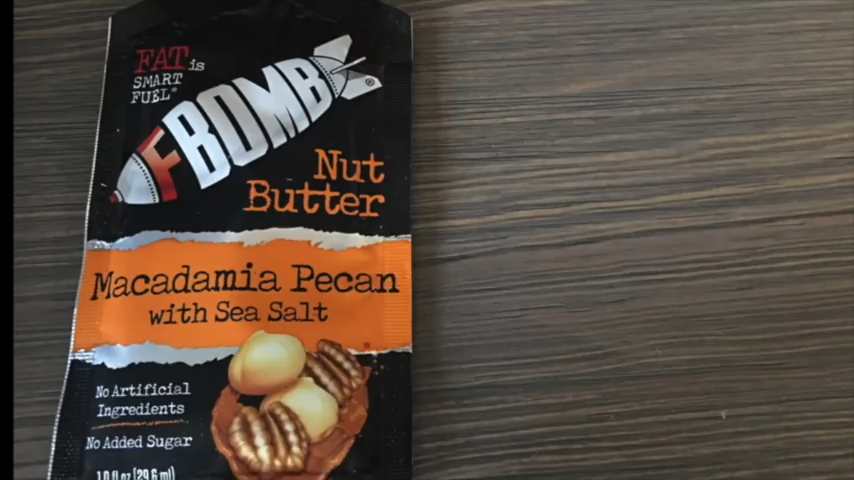 FAT is
SMART
FUEL®
FBOMB®
Nut
Butter
Macadamia Pecan
with Sea Salt
No Artificial
Ingredients
No Added Sugar
1.0 fl oz (29.6 ml)